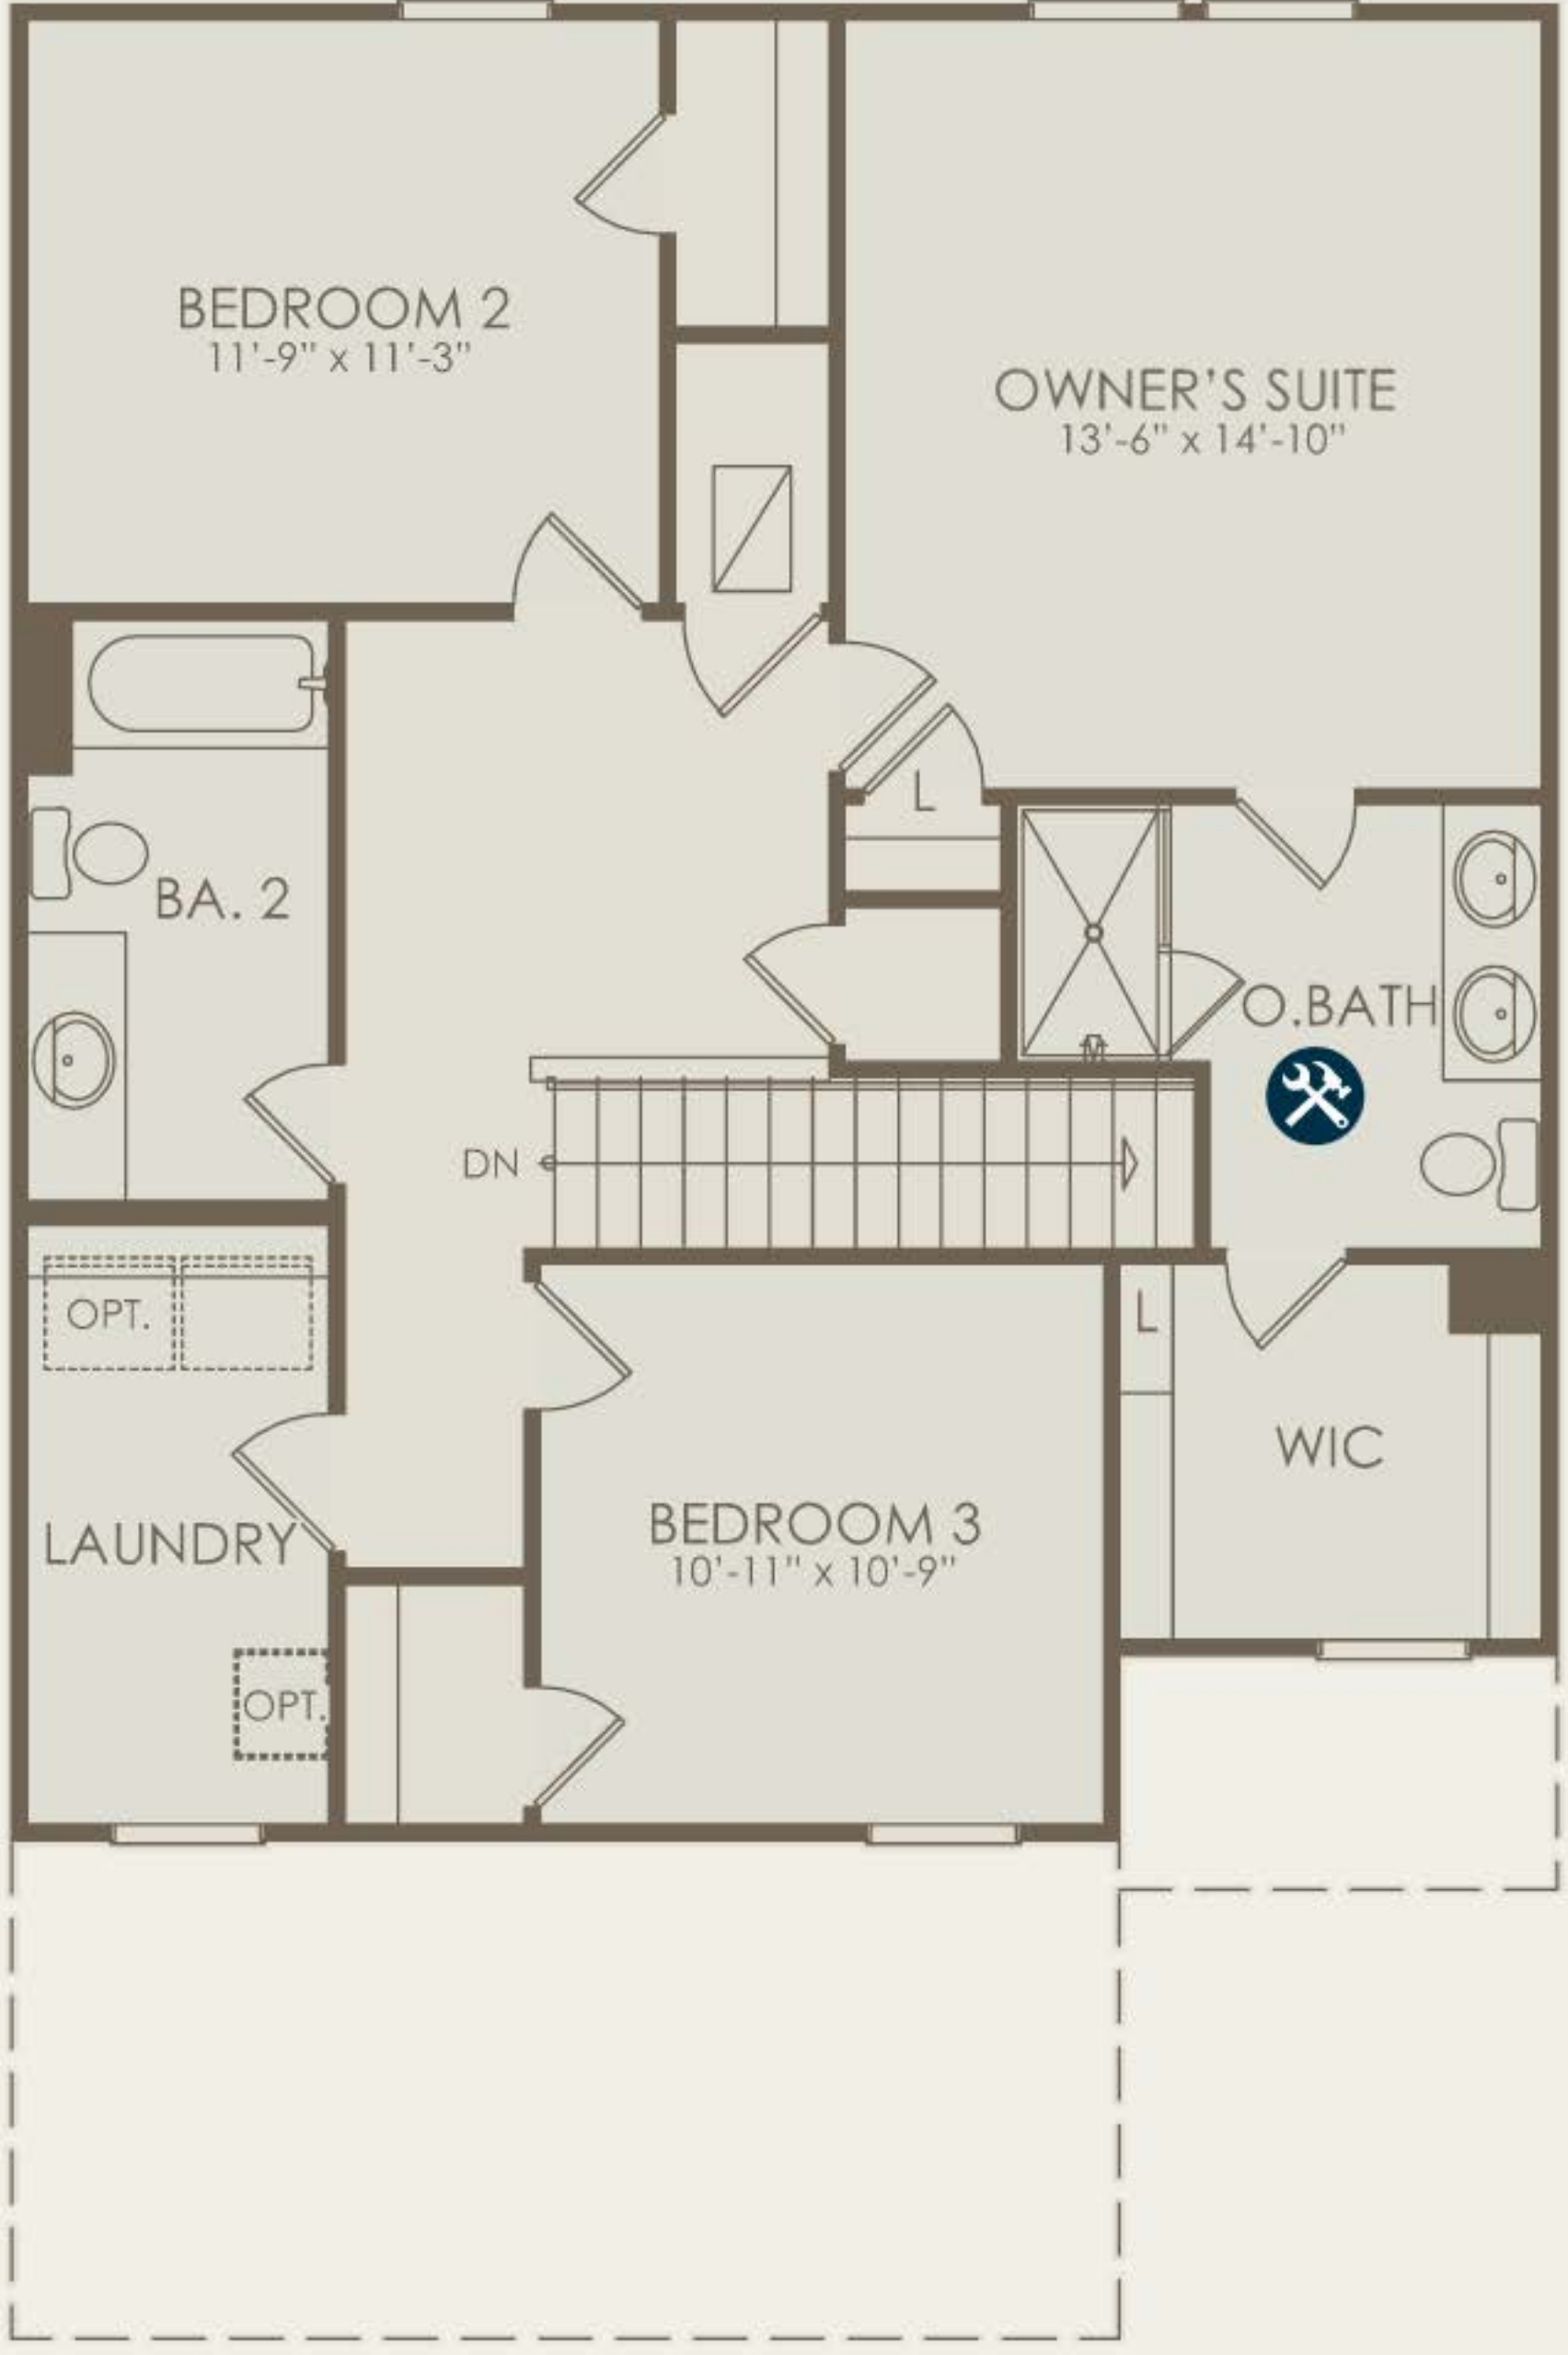 BEDROOM 2
11'-9" x 11'-3"
OWNER'S SUITE
13'-6" x 14'-10"
L
BA. 2
O.BATH
DN
OPT.
L
WIC
BEDROOM 3
10'-11" x 10'-9"
LAUNDRY
OPT.